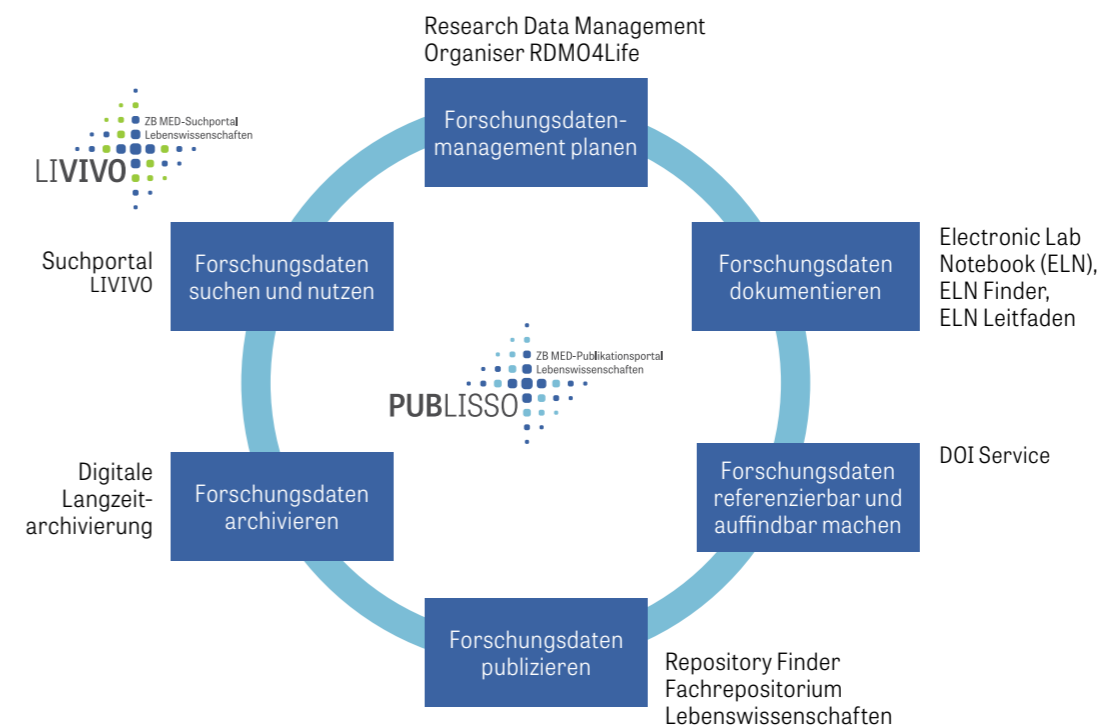 Research Data Management
Organiser RDMO4Life
Forschungsdaten-
management planen
ZB MED-Suchportal
Lebenswissenschaften
LIVIVO
Suchportal
LIVIVO
Forschungsdaten
suchen und nutzen
Forschungsdaten
dokumentieren
Electronic Lab
Notebook (ELN),
ELN Finder,
ELN Leitfaden
ZB MED-Publikationsportal
Lebenswissenschaften
PUBLISSO
Digitale
Langzeit-
archivierung
Forschungsdaten
archivieren
Forschungsdaten
referenzierbar und
auffindbar machen
DOI Service
Forschungsdaten
publizieren
Repository Finder
Fachrepositorium
Lebenswissenschaften